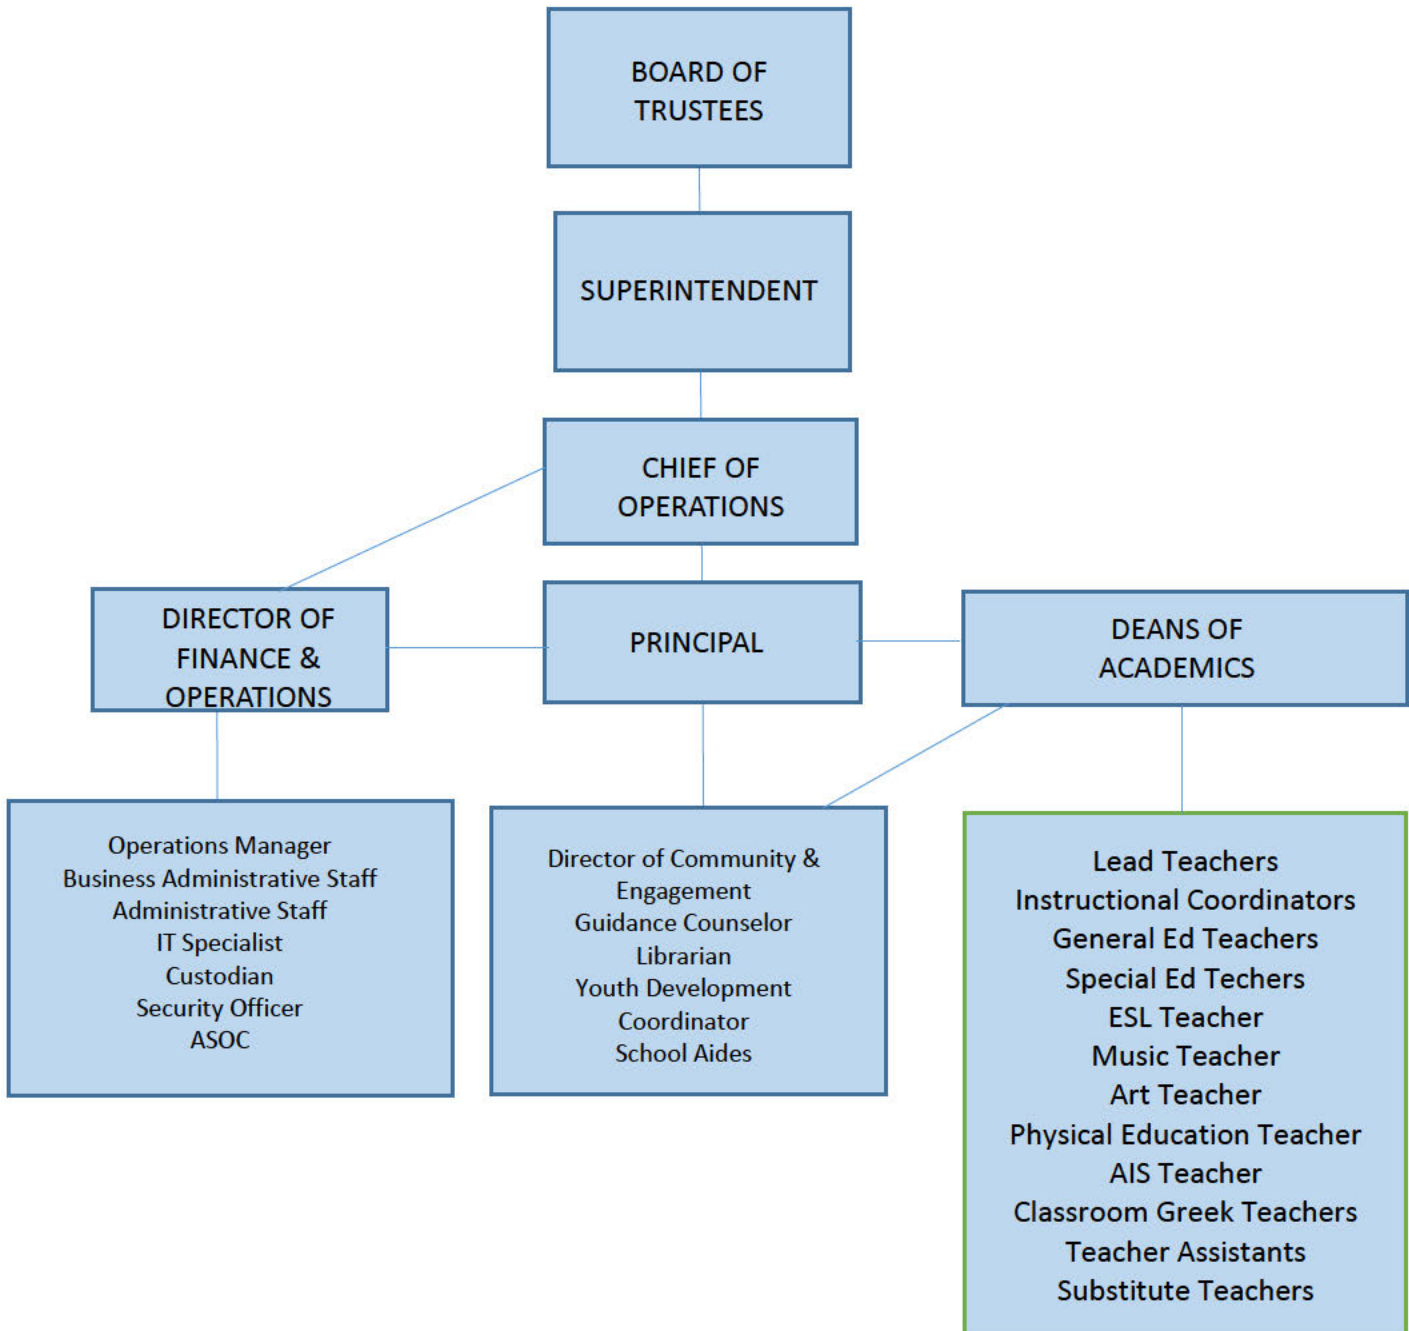 BOARD OF
TRUSTEES
SUPERINTENDENT
CHIEF OF
OPERATIONS
DIRECTOR OF
FINANCE &
OPERATIONS
PRINCIPAL
DEANS OF
ACADEMICS
Operations Manager
Business Administrative Staff
Administrative Staff
IT Specialist
Custodian
Security Officer
ASOC
Director of Community &
Engagement
Guidance Counselor
Librarian
Youth Development
Coordinator
School Aides
Lead Teachers
Instructional Coordinators
General Ed Teachers
Special Ed Techers
ESL Teacher
Music Teacher
Art Teacher
Physical Education Teacher
AIS Teacher
Classroom Greek Teachers
Teacher Assistants
Substitute Teachers